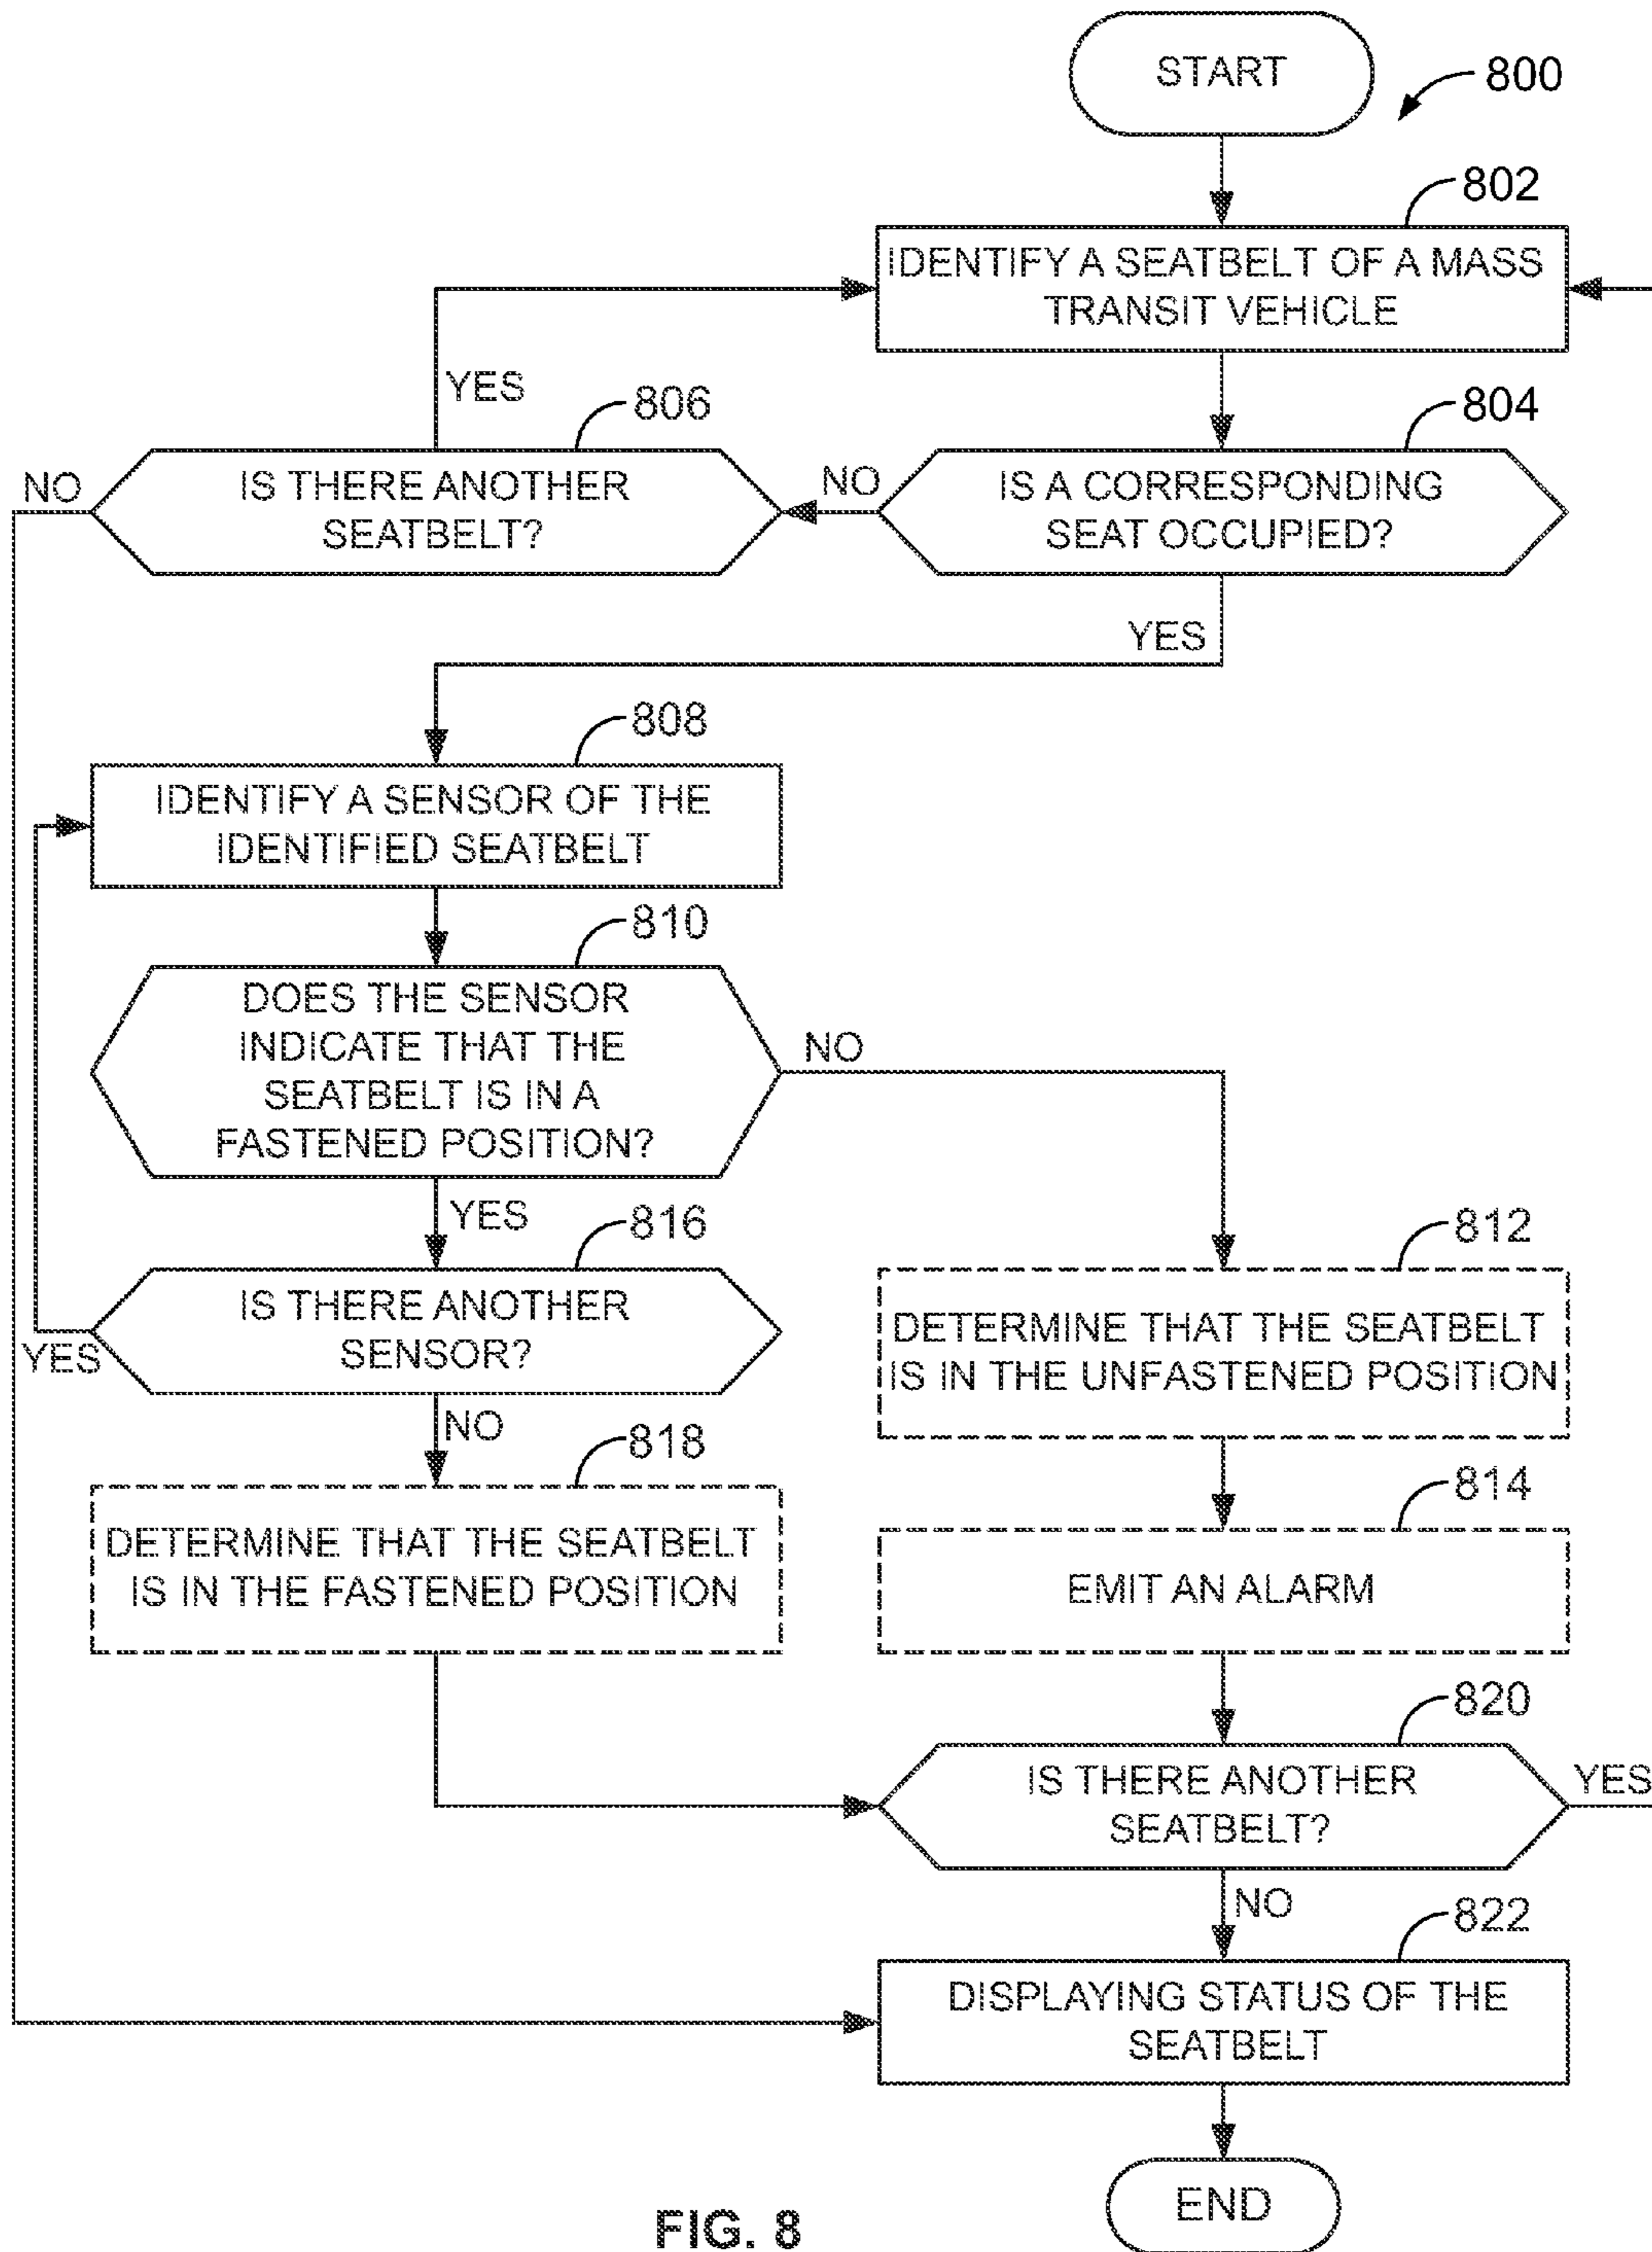 START
800
802
IDENTIFY A SEATBELT OF A MASS
TRANSIT VEHICLE
YES
806
804
NO
IS THERE ANOTHER
SEATBELT?
NO
IS A CORRESPONDING
SEAT OCCUPIED?
YES
808
IDENTIFY A SENSOR OF THE
IDENTIFIED SEATBELT
810
DOES THE SENSOR
INDICATE THAT THE
SEATBELT IS IN A
FASTENED POSITION?
NO
YES
816
812
IS THERE ANOTHER
SENSOR?
YES
DETERMINE THAT THE SEATBELT
IS IN THE UNFASTENED POSITION
NO
818
814
DETERMINE THAT THE SEATBELT
IS IN THE FASTENED POSITION
EMIT AN ALARM
820
IS THERE ANOTHER
SEATBELT?
YES
NO
822
DISPLAYING STATUS OF THE
SEATBELT
END
FIG. 8